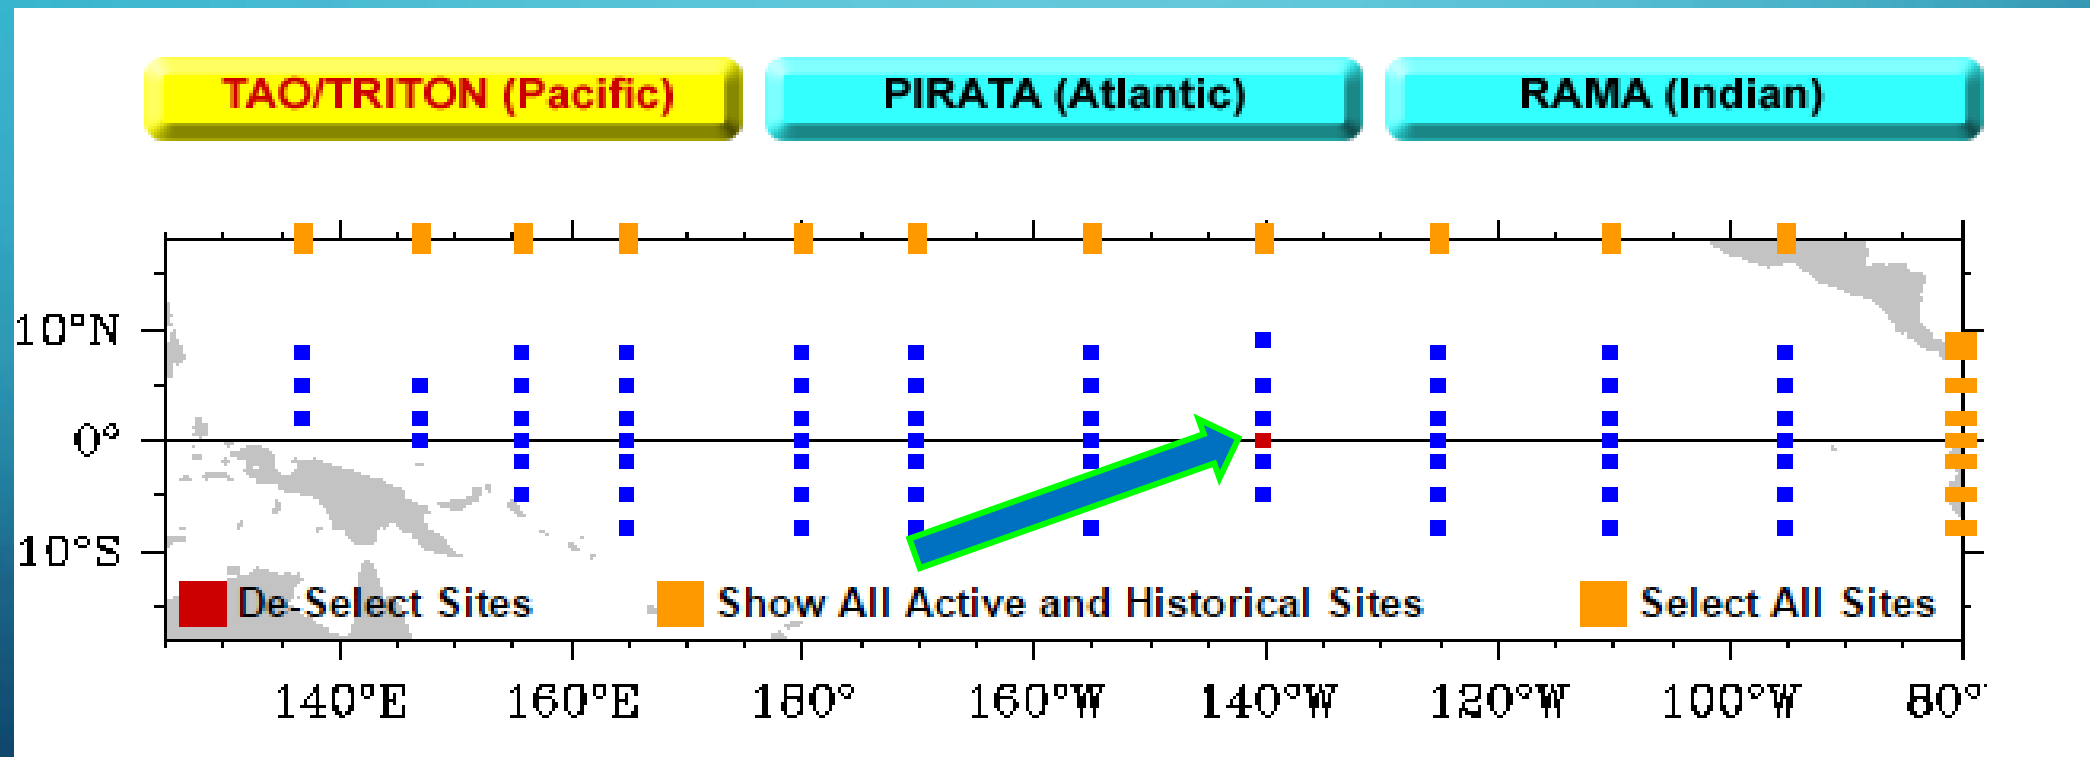 TAO/TRITON (Pacific) PIRATA (Atlantic) RAMA (Indian)
10°N
0°
10°S
De-Select Sites Show All Active and Historical Sites Select All Sites
140°E 160°E 180° 160°W 140°W 120°W 100°W 80°